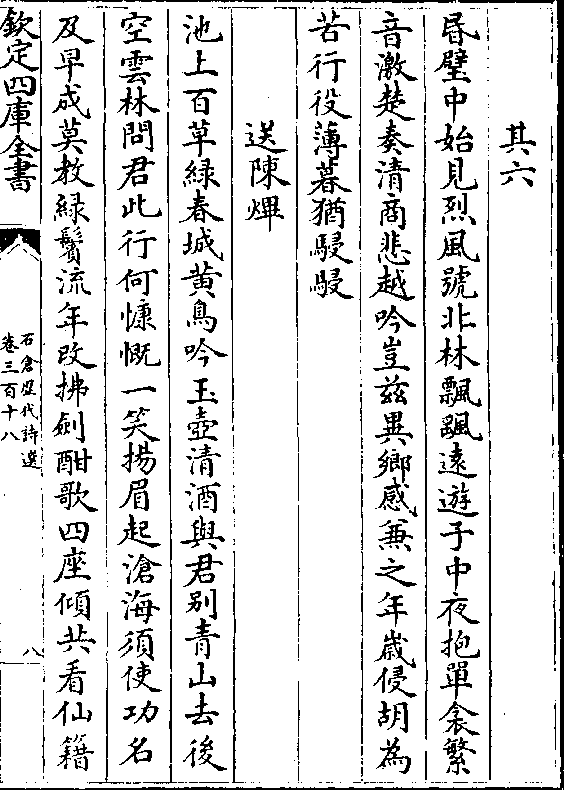 其六
昬壁中始見烈風號北林飄颻逺遊子中夜抱單衾繁
音激楚奏清商悲越吟豈兹異鄉感兼之年嵗侵胡為
苦行役薄暮猶駸駸
送陳煇
池上百草緑春城黄鳥吟玉壺清酒與君别青山去後
空雲林問君此行何慷慨一笑揚眉起滄海須使功名
及早成莫教緑鬢流年改拂劍酣歌四座傾共看仙籍
欽定四庫全書
石倉歴代詩選
卷三百十八
八